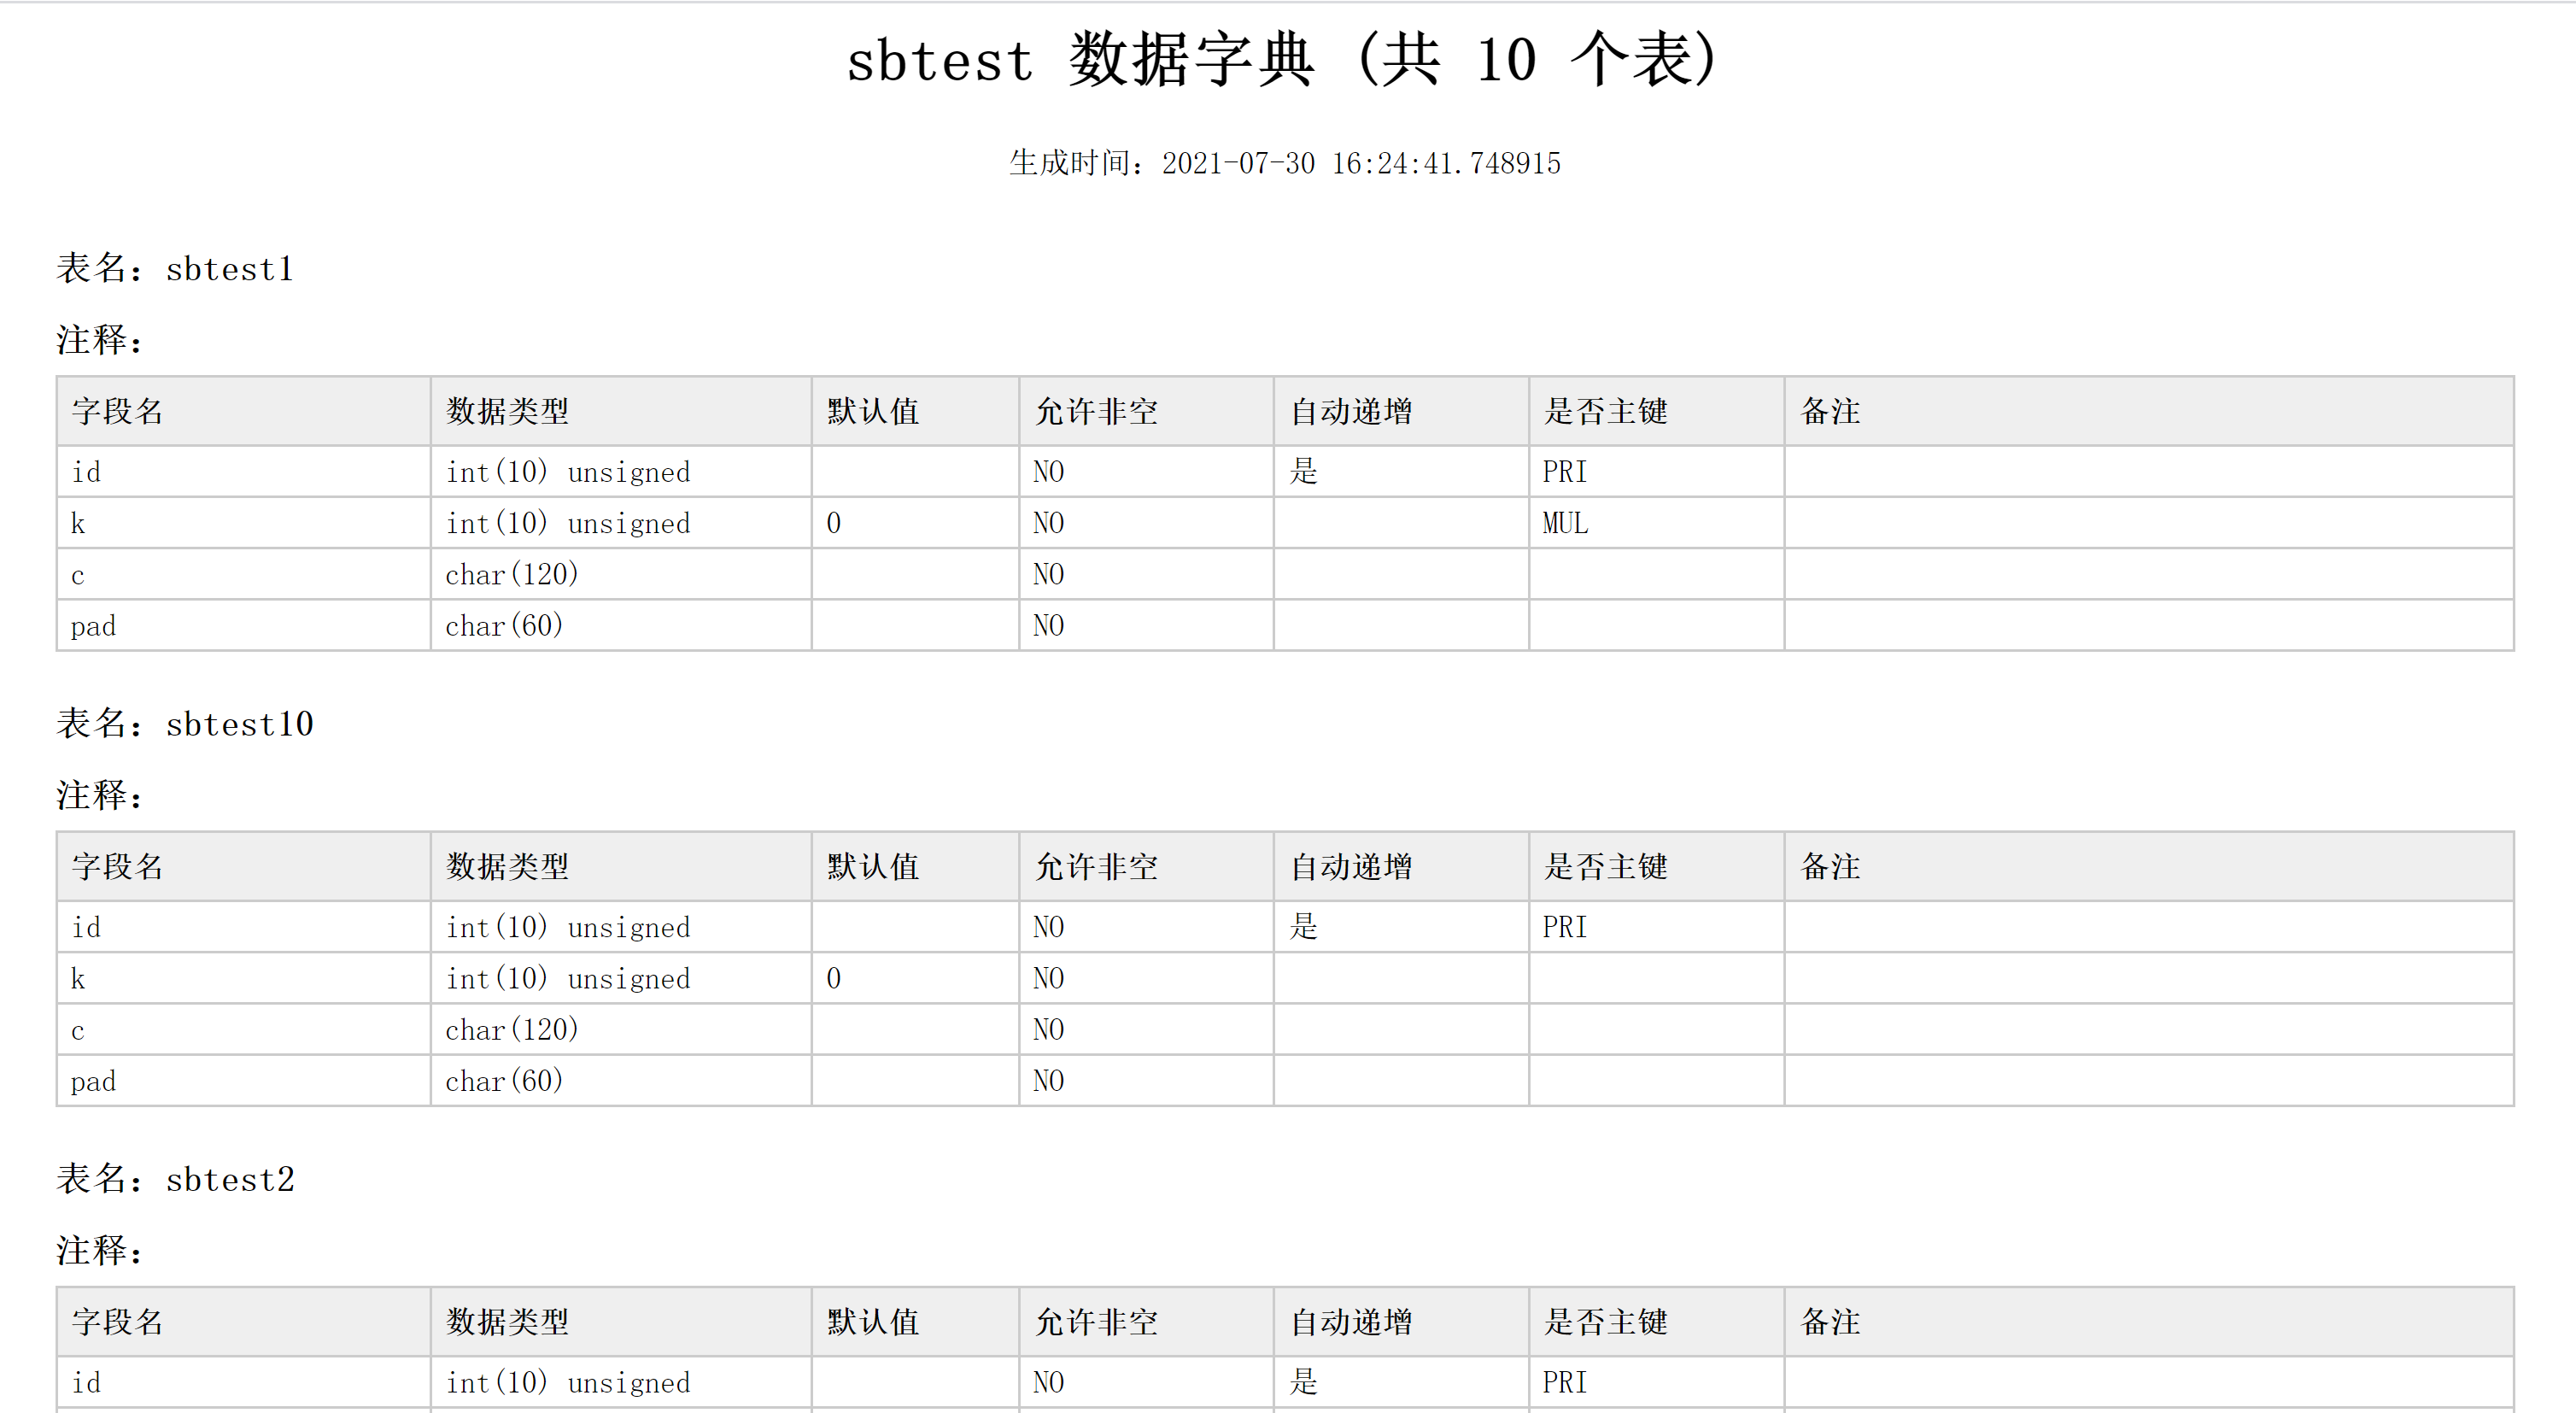 sbtest 数据字典 (共 10 个表)
生成时间：2021-07-30 16:24:41.748915
表名：sbtest1
注释：
字段名 数据类型 默认值 允许非空 自动递增 是否主键 备注
id int(10) unsigned NO 是 PRI
k int(10) unsigned 0 NO MUL
c char(120) NO
pad char(60) NO
表名：sbtest10
注释：
字段名 数据类型 默认值 允许非空 自动递增 是否主键 备注
id int(10) unsigned NO 是 PRI
k int(10) unsigned 0 NO
c char(120) NO
pad char(60) NO
表名：sbtest2
注释：
字段名 数据类型 默认值 允许非空 自动递增 是否主键 备注
id int(10) unsigned NO 是 PRI